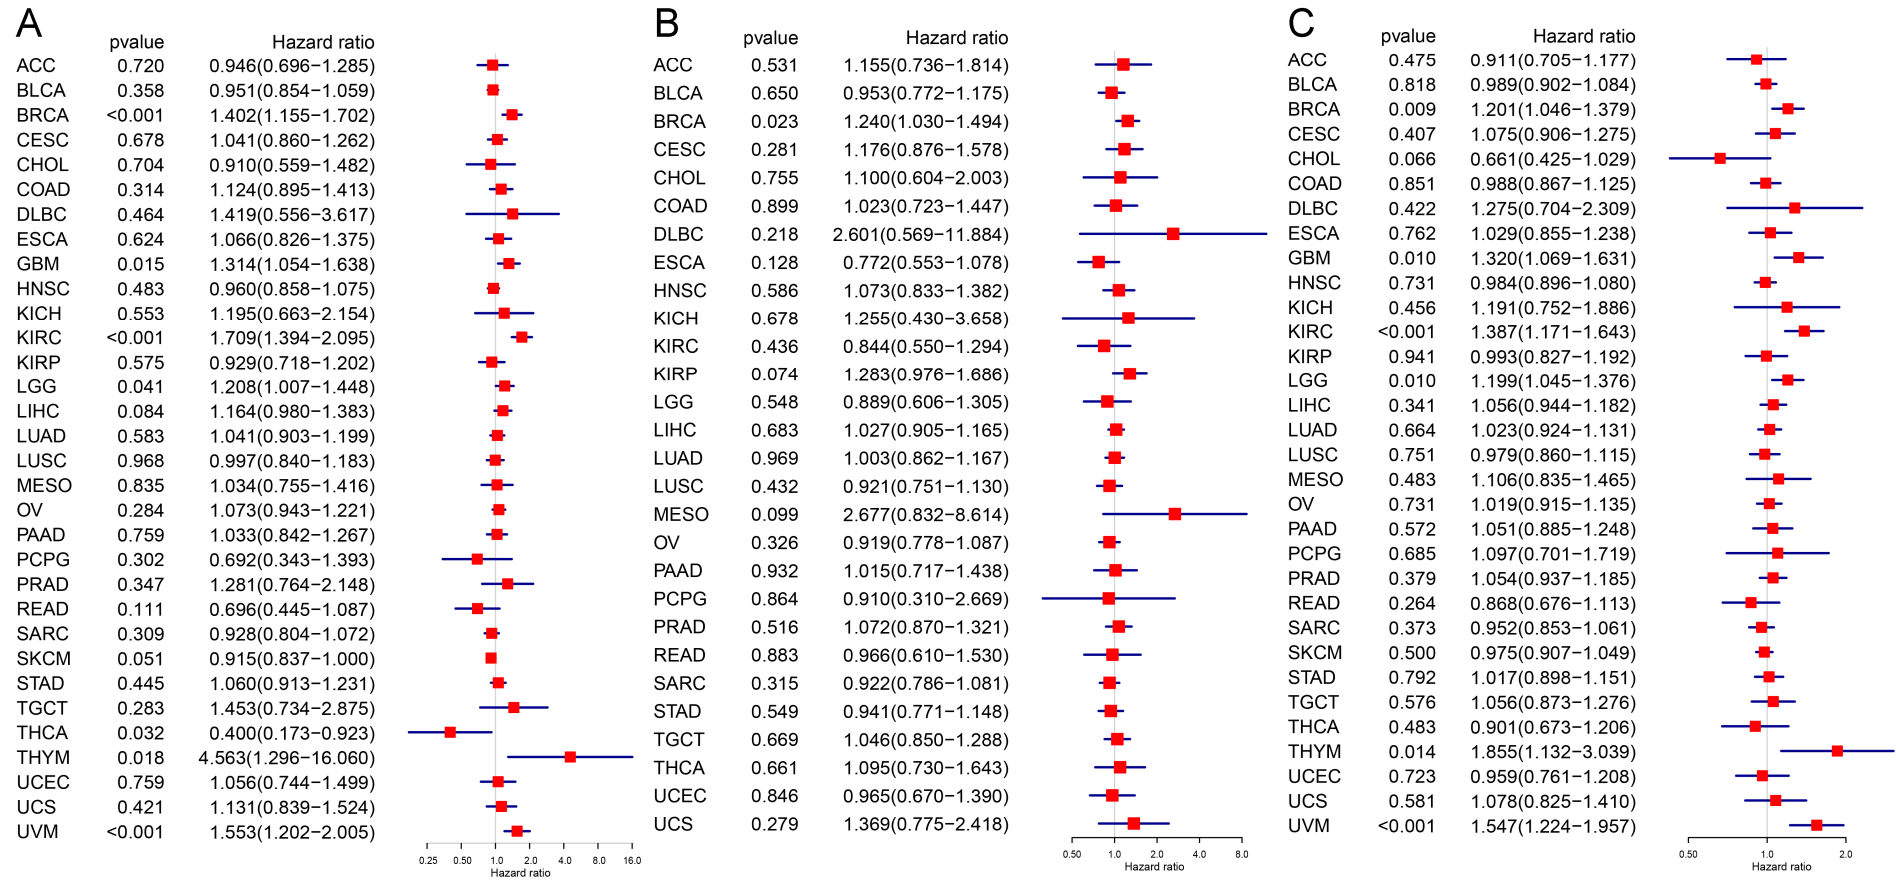 A
pvalue Hazard ratio
ACC 0.720 0.946(0.696−1.285)
BLCA 0.358 0.951(0.854−1.059)
BRCA <0.001 1.402(1.155−1.702)
CESC 0.678 1.041(0.860−1.262)
CHOL 0.704 0.910(0.559−1.482)
COAD 0.314 1.124(0.895−1.413)
DLBC 0.464 1.419(0.556−3.617)
ESCA 0.624 1.066(0.826−1.375)
GBM 0.015 1.314(1.054−1.638)
HNSC 0.483 0.960(0.858−1.075)
KICH 0.553 1.195(0.663−2.154)
KIRC <0.001 1.709(1.394−2.095)
KIRP 0.575 0.929(0.718−1.202)
LGG 0.041 1.208(1.007−1.448)
LIHC 0.084 1.164(0.980−1.383)
LUAD 0.583 1.041(0.903−1.199)
LUSC 0.968 0.997(0.840−1.183)
MESO 0.835 1.034(0.755−1.416)
OV 0.284 1.073(0.943−1.221)
PAAD 0.759 1.033(0.842−1.267)
PCPG 0.302 0.692(0.343−1.393)
PRAD 0.347 1.281(0.764−2.148)
READ 0.111 0.696(0.445−1.087)
SARC 0.309 0.928(0.804−1.072)
SKCM 0.051 0.915(0.837−1.000)
STAD 0.445 1.060(0.913−1.231)
TGCT 0.283 1.453(0.734−2.875)
THCA 0.032 0.400(0.173−0.923)
THYM 0.018 4.563(1.296−16.060)
UCEC 0.759 1.056(0.744−1.499)
UCS 0.421 1.131(0.839−1.524)
UVM <0.001 1.553(1.202−2.005)
0.25 0.50 1.0 2.0 4.0 8.0 16.0
Hazard ratio
B
pvalue Hazard ratio
ACC 0.531 1.155(0.736−1.814)
BLCA 0.650 0.953(0.772−1.175)
BRCA 0.023 1.240(1.030−1.494)
CESC 0.281 1.176(0.876−1.578)
CHOL 0.755 1.100(0.604−2.003)
COAD 0.899 1.023(0.723−1.447)
DLBC 0.218 2.601(0.569−11.884)
ESCA 0.128 0.772(0.553−1.078)
HNSC 0.586 1.073(0.833−1.382)
KICH 0.678 1.255(0.430−3.658)
KIRC 0.436 0.844(0.550−1.294)
KIRP 0.074 1.283(0.976−1.686)
LGG 0.548 0.889(0.606−1.305)
LIHC 0.683 1.027(0.905−1.165)
LUAD 0.969 1.003(0.862−1.167)
LUSC 0.432 0.921(0.751−1.130)
MESO 0.099 2.677(0.832−8.614)
OV 0.326 0.919(0.778−1.087)
PAAD 0.932 1.015(0.717−1.438)
PCPG 0.864 0.910(0.310−2.669)
PRAD 0.516 1.072(0.870−1.321)
READ 0.883 0.966(0.610−1.530)
SARC 0.315 0.922(0.786−1.081)
STAD 0.549 0.941(0.771−1.148)
TGCT 0.669 1.046(0.850−1.288)
THCA 0.661 1.095(0.730−1.643)
UCEC 0.846 0.965(0.670−1.390)
UCS 0.279 1.369(0.775−2.418)
0.50 1.0 2.0 4.0 8.0
Hazard ratio
C
pvalue Hazard ratio
ACC 0.475 0.911(0.705−1.177)
BLCA 0.818 0.989(0.902−1.084)
BRCA 0.009 1.201(1.046−1.379)
CESC 0.407 1.075(0.906−1.275)
CHOL 0.066 0.661(0.425−1.029)
COAD 0.851 0.988(0.867−1.125)
DLBC 0.422 1.275(0.704−2.309)
ESCA 0.762 1.029(0.855−1.238)
GBM 0.010 1.320(1.069−1.631)
HNSC 0.731 0.984(0.896−1.080)
KICH 0.456 1.191(0.752−1.886)
KIRC <0.001 1.387(1.171−1.643)
KIRP 0.941 0.993(0.827−1.192)
LGG 0.010 1.199(1.045−1.376)
LIHC 0.341 1.056(0.944−1.182)
LUAD 0.664 1.023(0.924−1.131)
LUSC 0.751 0.979(0.860−1.115)
MESO 0.483 1.106(0.835−1.465)
OV 0.731 1.019(0.915−1.135)
PAAD 0.572 1.051(0.885−1.248)
PCPG 0.685 1.097(0.701−1.719)
PRAD 0.379 1.054(0.937−1.185)
READ 0.264 0.868(0.676−1.113)
SARC 0.373 0.952(0.853−1.061)
SKCM 0.500 0.975(0.907−1.049)
STAD 0.792 1.017(0.898−1.151)
TGCT 0.576 1.056(0.873−1.276)
THCA 0.483 0.901(0.673−1.206)
THYM 0.014 1.855(1.132−3.039)
UCEC 0.723 0.959(0.761−1.208)
UCS 0.581 1.078(0.825−1.410)
UVM <0.001 1.547(1.224−1.957)
0.50 1.0 2.0
Hazard ratio